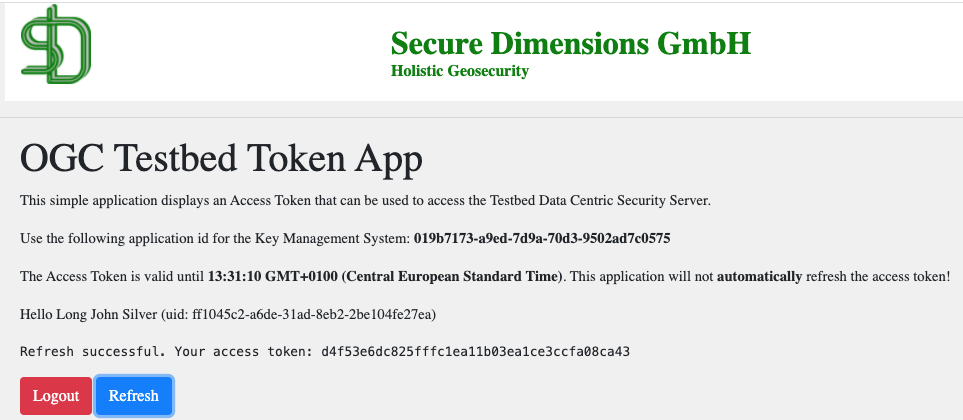 SD
Secure Dimensions GmbH
Holistic Geosecurity
OGC Testbed Token App
This simple application displays an Access Token that can be used to access the Testbed Data Centric Security Server.
Use the following application id for the Key Management System: 019b7173-a9ed-7d9a-70d3-9502ad7c0575
The Access Token is valid until 13:31:10 GMT+0100 (Central European Standard Time). This application will not automatically refresh the access token!
Hello Long John Silver (uid: ff1045c2-a6de-31ad-8eb2-2be104fe27ea)
Refresh successful. Your access token: d4f53e6dc825fffc1ea11b03ea1ce3ccfa08ca43
Logout Refresh